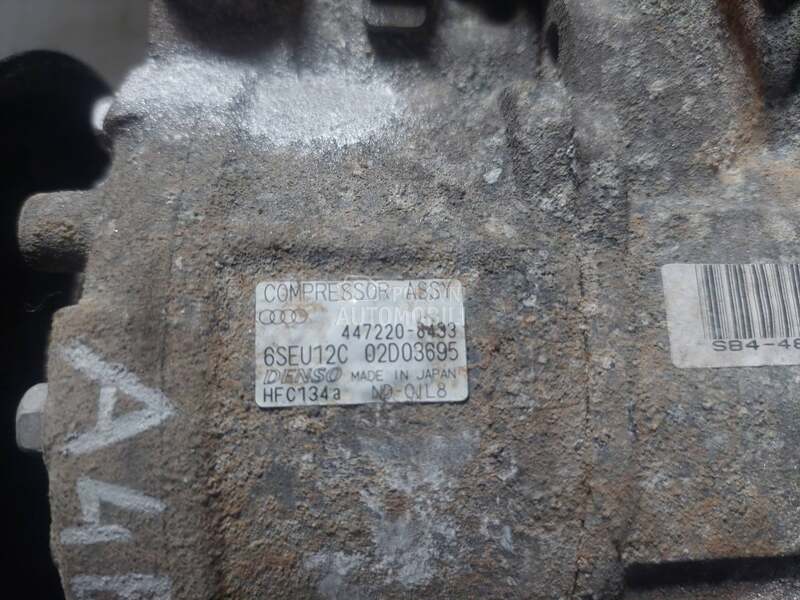 COMPRESSOR ASSY
447220-8433
6SEU12C 02D03695
DENSO MADE IN JAPAN
HFC134a ND-OIL8
SB4-48
A4